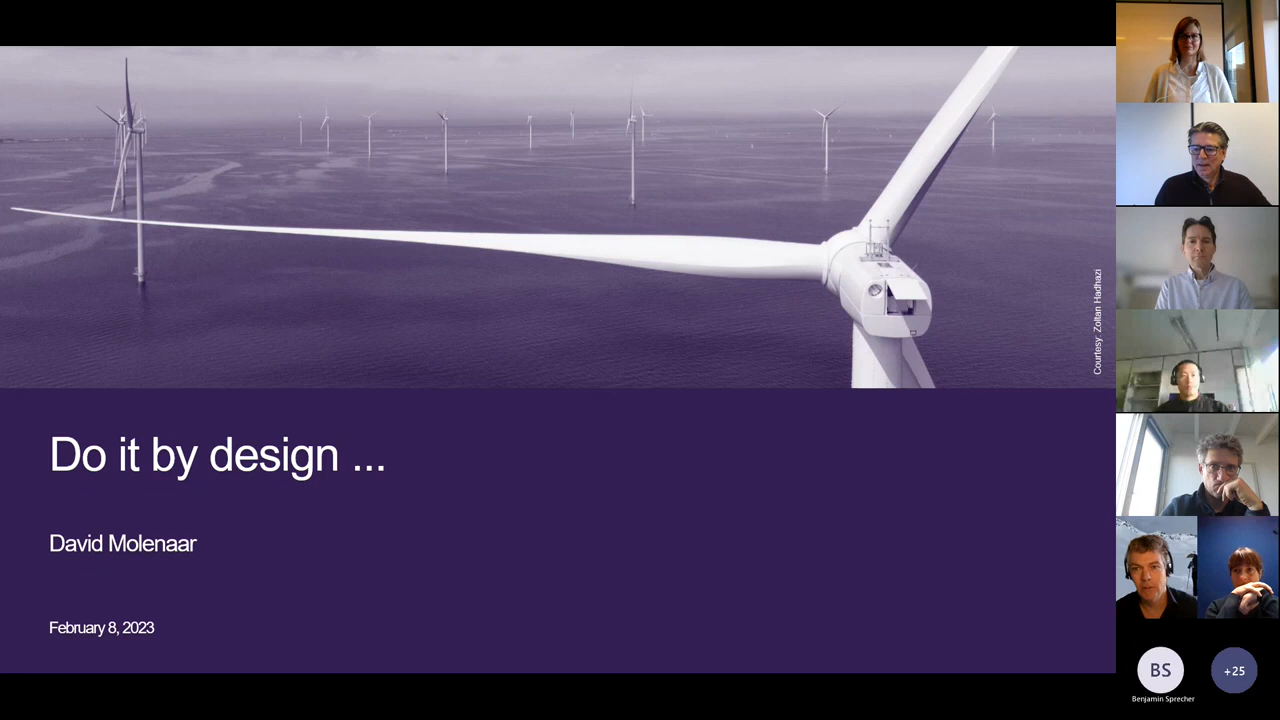 Courtesy: Zoltan Hadhazi
Do it by design ...
David Molenaar
February 8, 2023
BS
+25
Benjamin Sprecher